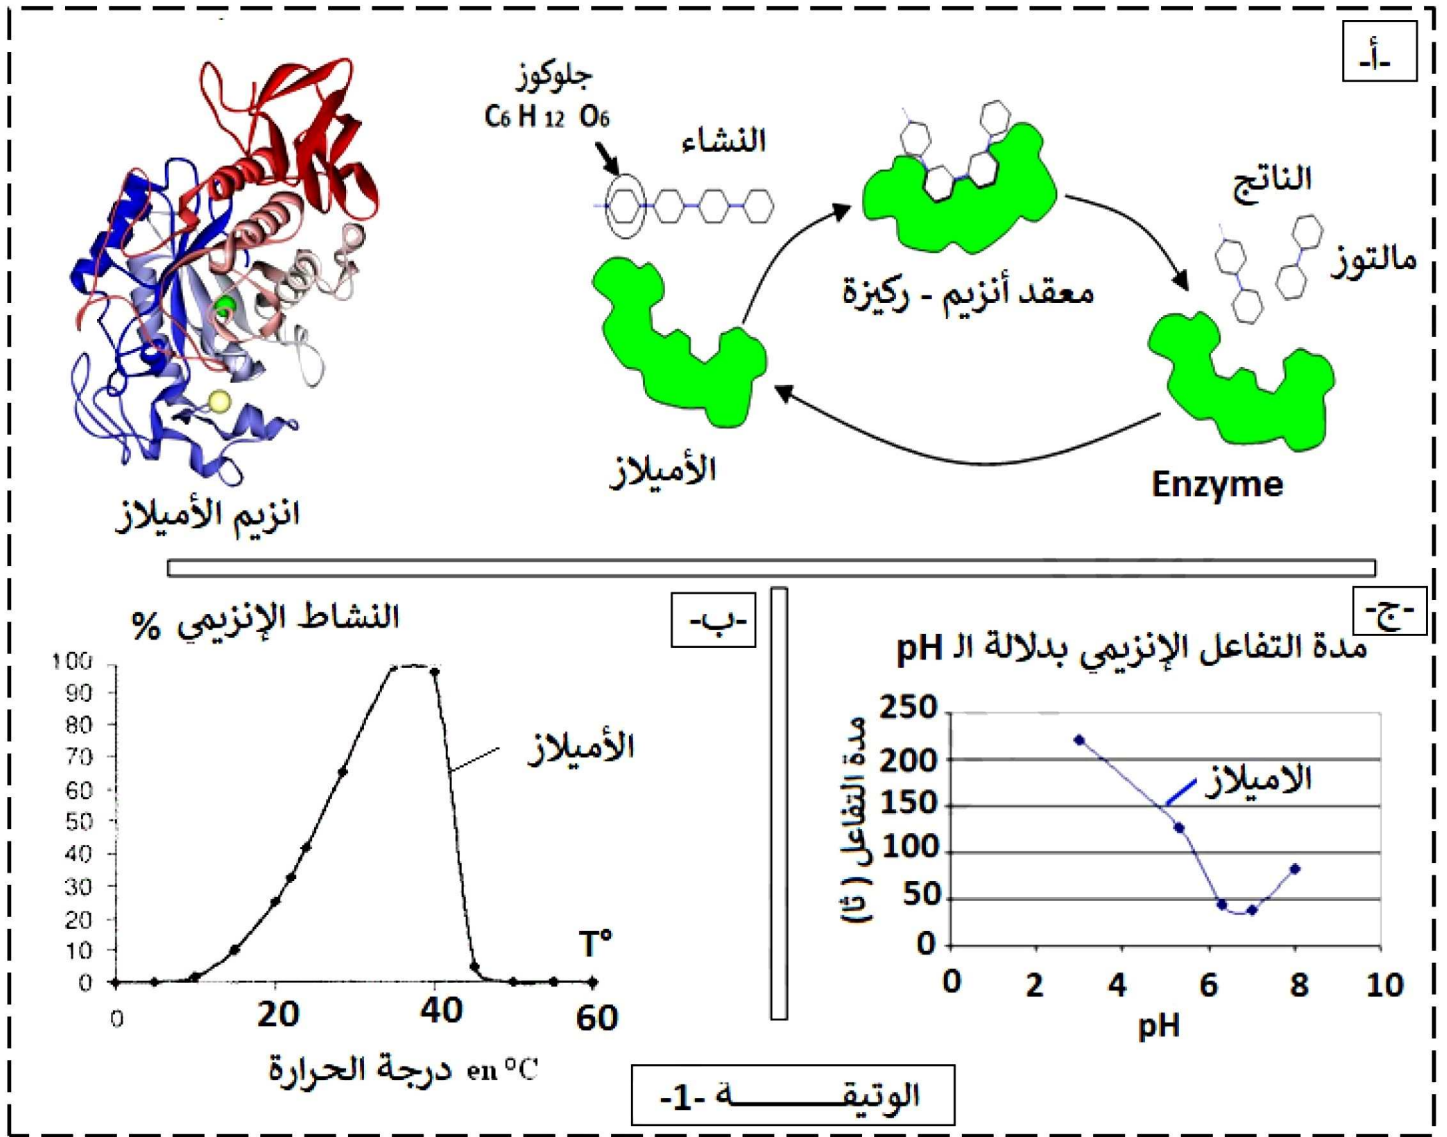 -أ-
جلوكوز
C6 H 12 O6
النشاء
الناتج
مالتوز
معقد أنزيم - ركيزة
الأميلاز
Enzyme
انزيم الأميلاز
-ب-
النشاط الإنزيمي %
100
90
80
70
60
50
40
30
20
10
0
الأميلاز
T°
0 20 40 60
درجة الحرارة en °C
-ج-
مدة التفاعل الإنزيمي بدلالة الـ pH
مدة التفاعل ( ثا)
250
200
150
100
50
0
الاميلاز
0 2 4 6 8 10
pH
الوتيقـــــــــــة -1-